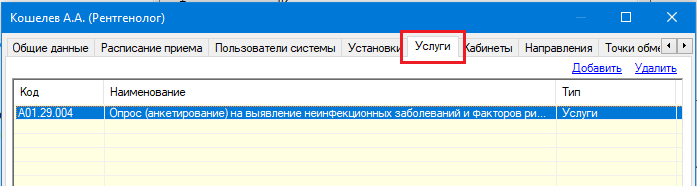 Кошелев А.А. (Рентгенолог)
Общие данные Расписание приема Пользователи системы Установки Услуги Кабинеты Направления Точки обме
Добавить Удалить
Код Наименование Тип
A01.29.004 Опрос (анкетирование) на выявление неинфекционных заболеваний и факторов ри... Услуги